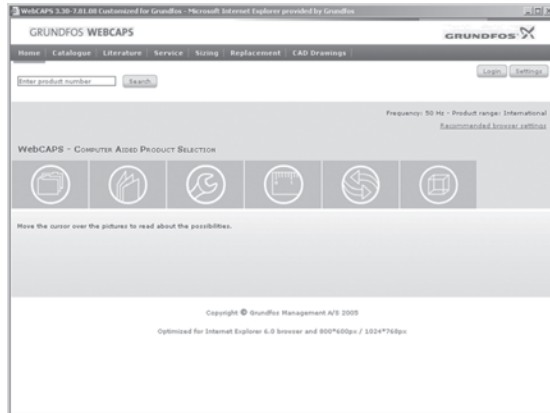 WebCAPS 3.30-7.01.00 Customized for Grundfos - Microsoft Internet Explorer provided by Grundfos
GRUNDFOS WEBCAPS
GRUNDFOS
Home Catalogue Literature Service Sizing Replacement CAD Drawings
Login Settings
Enter product number Search
Frequency: 50 Hz - Product range: International
Recommended browser settings
WebCAPS - Computer Aided Product Selection
Move the cursor over the pictures to read about the possibilities.
Copyright © Grundfos Management A/S 2005
Optimized for Internet Explorer 6.0 browser and 800*600px / 1024*768px